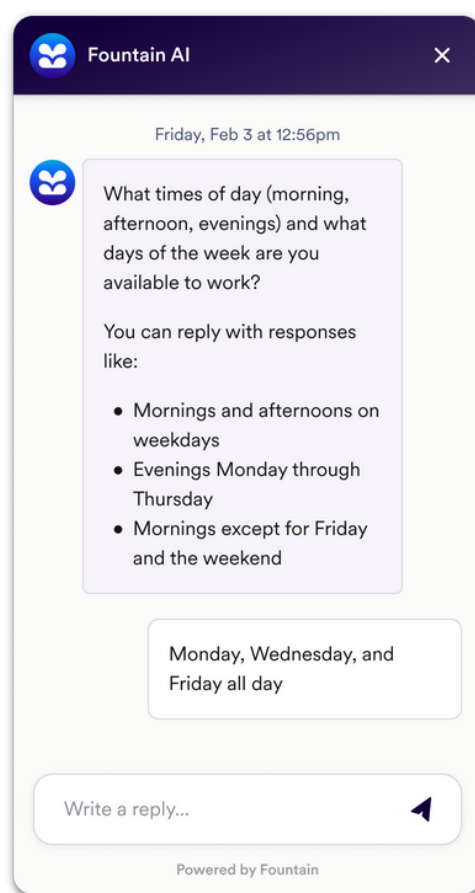 Fountain AI
Friday, Feb 3 at 12:56pm
What times of day (morning,
afternoon, evenings) and what
days of the week are you
available to work?
You can reply with responses
like:
• Mornings and afternoons on
weekdays
• Evenings Monday through
Thursday
• Mornings except for Friday
and the weekend
Monday, Wednesday, and
Friday all day
Write a reply...
Powered by Fountain